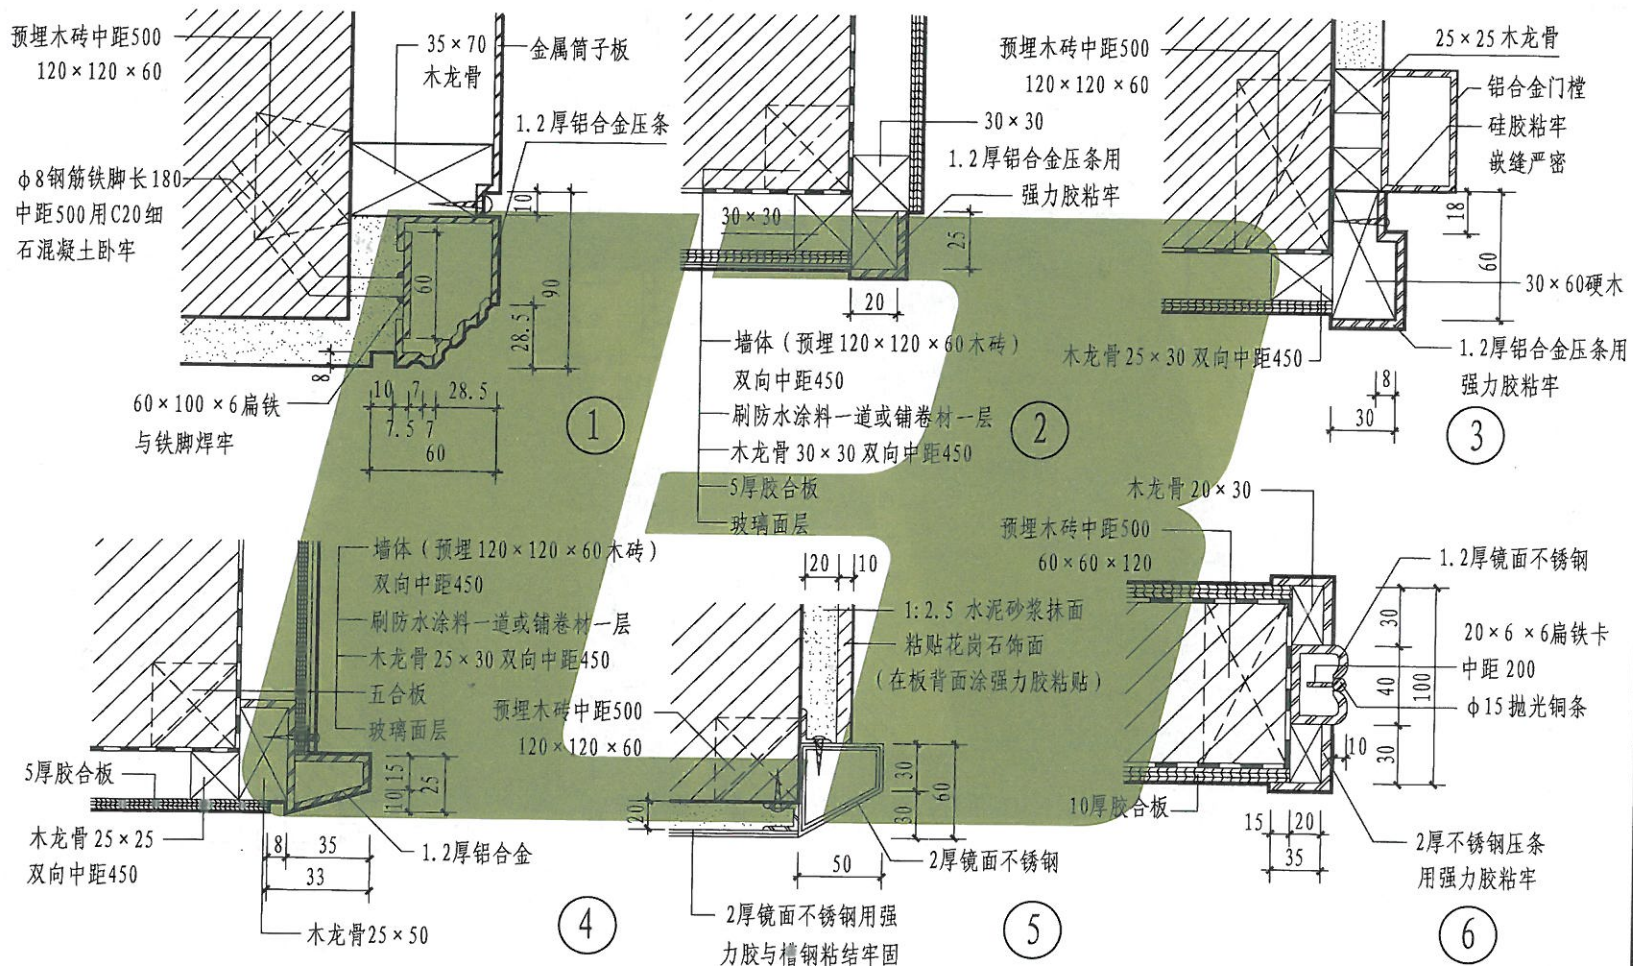 预埋木砖中距500
120×120×60
35×70
木龙骨
金属筒子板
1.2厚铝合金压条
φ8钢筋铁脚长180
中距500用C20细
石混凝土卧牢
10
60
90
28.5
8
10
7
28.5
7.5
7
60
60×100×6扁铁
与铁脚焊牢
①
30×30
1.2厚铝合金压条用
强力胶粘牢
30×30
25
20
墙体（预埋120×120×60木砖）
双向中距450
刷防水涂料一道或铺卷材一层
木龙骨30×30双向中距450
5厚胶合板
玻璃面层
②
预埋木砖中距500
120×120×60
25×25木龙骨
铝合金门樘
硅胶粘牢
嵌缝严密
18
60
30×60硬木
木龙骨25×30双向中距450
1.2厚铝合金压条用
强力胶粘牢
8
30
③
墙体（预埋120×120×60木砖）
双向中距450
刷防水涂料一道或铺卷材一层
木龙骨25×30双向中距450
五合板
玻璃面层
5厚胶合板
15
10
25
木龙骨25×25
双向中距450
8
35
33
1.2厚铝合金
木龙骨25×50
④
20
10
1:2.5 水泥砂浆抹面
粘贴花岗石饰面
（在板背面涂强力胶粘贴）
预埋木砖中距500
120×120×60
20
30
30
60
50
2厚镜面不锈钢
2厚镜面不锈钢用强
力胶与槽钢粘结牢固
⑤
木龙骨20×30
预埋木砖中距500
60×60×120
1.2厚镜面不锈钢
20×6×6扁铁卡
中距200
φ15抛光铜条
30
40
30
100
10
10厚胶合板
15
20
35
2厚不锈钢压条
用强力胶粘牢
⑥